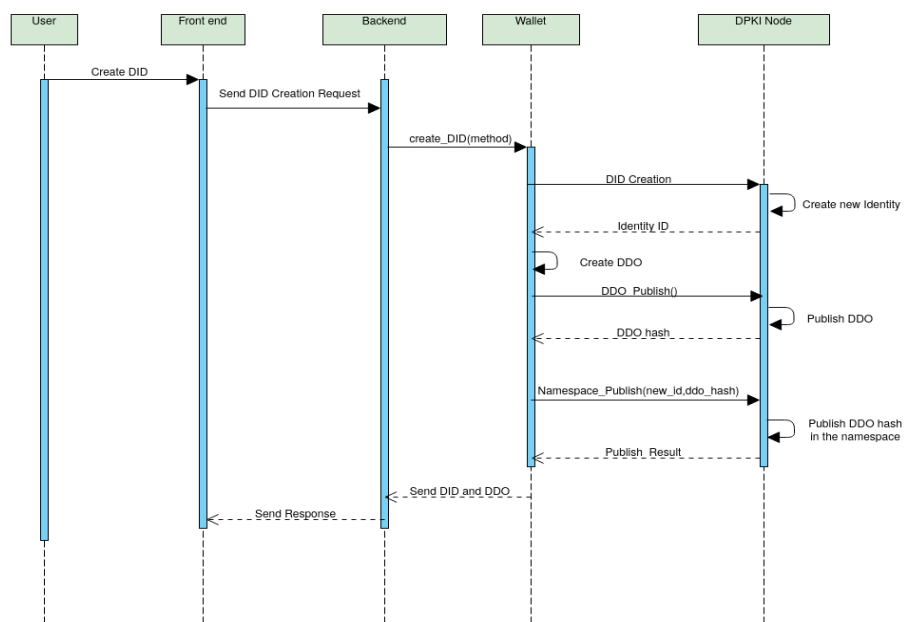 User
Front end
Backend
Wallet
DPKI Node
Create DID
Send DID Creation Request
create_DID(method)
DID Creation
Create new Identity
Identity ID
Create DDO
DDO_Publish()
Publish DDO
DDO hash
Namespace_Publish(new_id,ddo_hash)
Publish DDO hash
in the namespace
Publish_Result
Send DID and DDO
Send Response